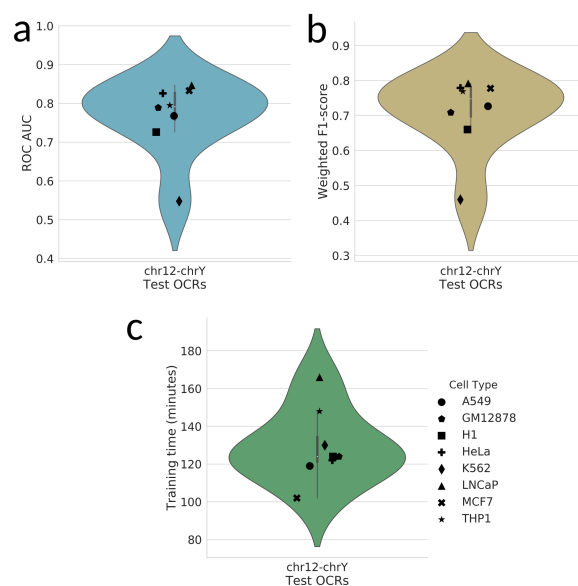 a
1.0
0.9
0.8
0.7
0.6
0.5
0.4
ROC AUC
chr12-chrY
Test OCRs
b
0.9
0.8
0.7
0.6
0.5
0.4
0.3
Weighted F1-score
chr12-chrY
Test OCRs
c
180
160
140
120
100
80
Training time (minutes)
chr12-chrY
Test OCRs
Cell Type
A549
GM12878
H1
HeLa
K562
LNCaP
MCF7
THP1